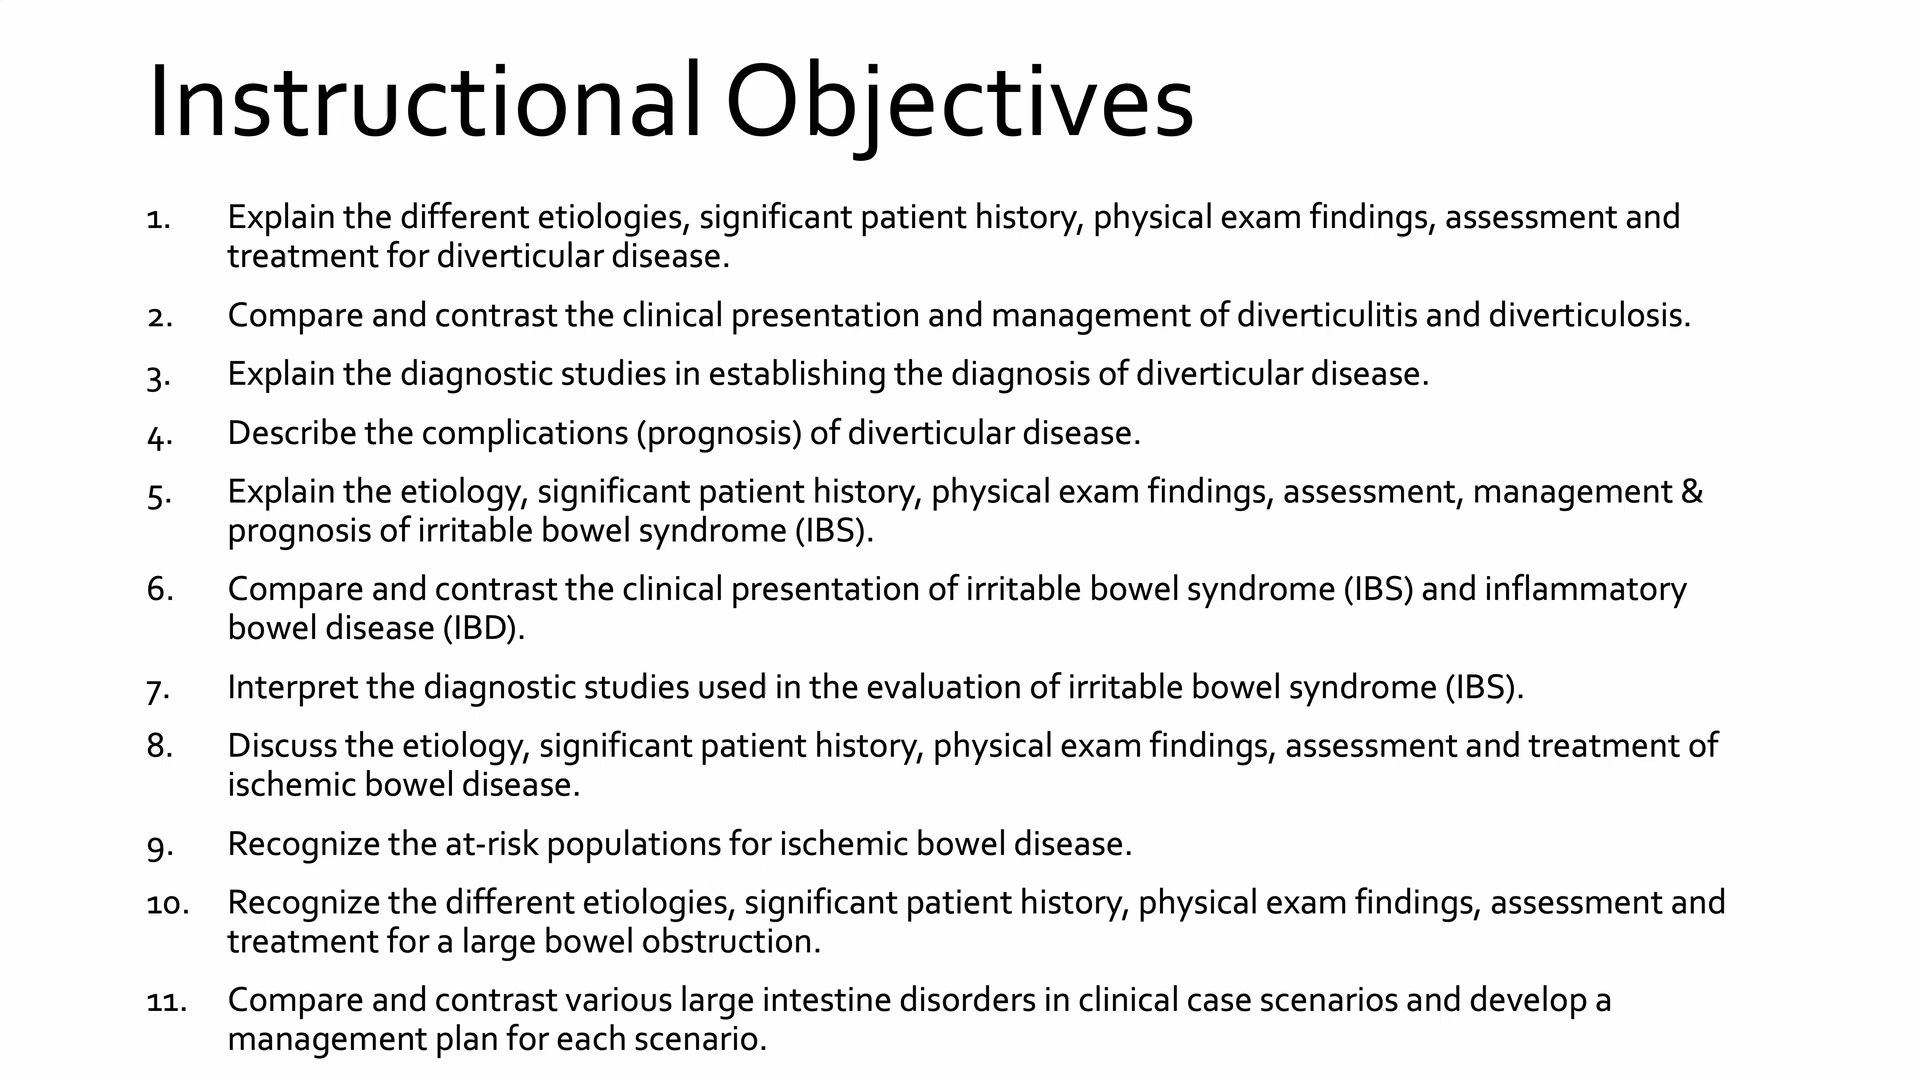 Instructional Objectives
1. Explain the different etiologies, significant patient history, physical exam findings, assessment and
treatment for diverticular disease.
2. Compare and contrast the clinical presentation and management of diverticulitis and diverticulosis.
3. Explain the diagnostic studies in establishing the diagnosis of diverticular disease.
4. Describe the complications (prognosis) of diverticular disease.
5. Explain the etiology, significant patient history, physical exam findings, assessment, management &
prognosis of irritable bowel syndrome (IBS).
6. Compare and contrast the clinical presentation of irritable bowel syndrome (IBS) and inflammatory
bowel disease (IBD).
7. Interpret the diagnostic studies used in the evaluation of irritable bowel syndrome (IBS).
8. Discuss the etiology, significant patient history, physical exam findings, assessment and treatment of
ischemic bowel disease.
9. Recognize the at-risk populations for ischemic bowel disease.
10. Recognize the different etiologies, significant patient history, physical exam findings, assessment and
treatment for a large bowel obstruction.
11. Compare and contrast various large intestine disorders in clinical case scenarios and develop a
management plan for each scenario.